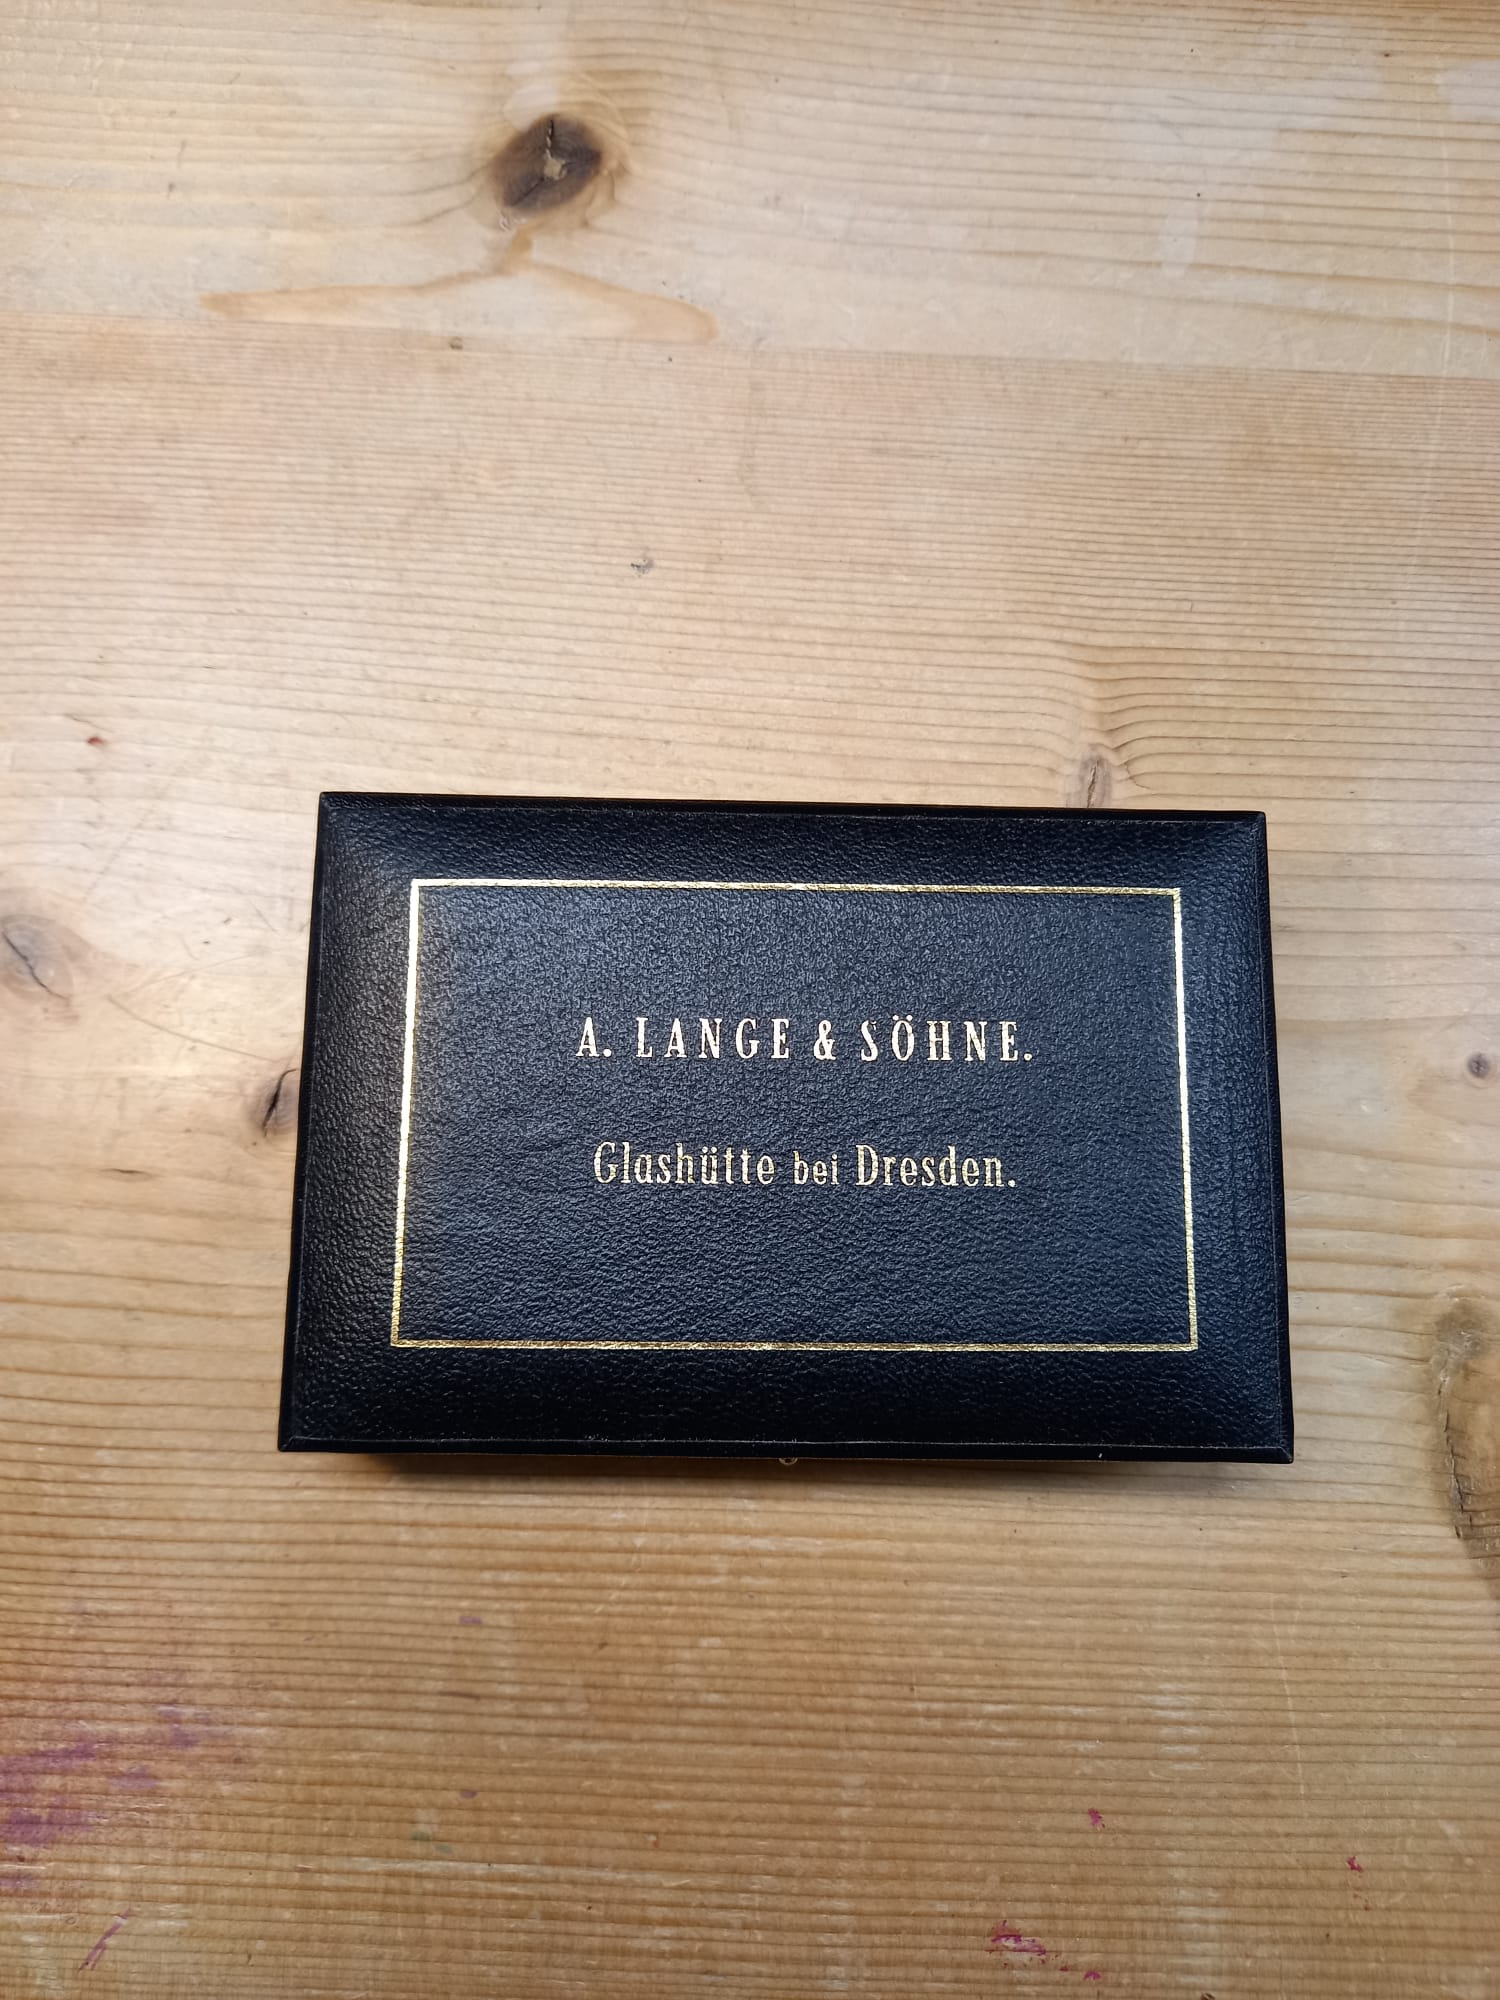 A. LANGE & SÖHNE.
Glashütte bei Dresden.